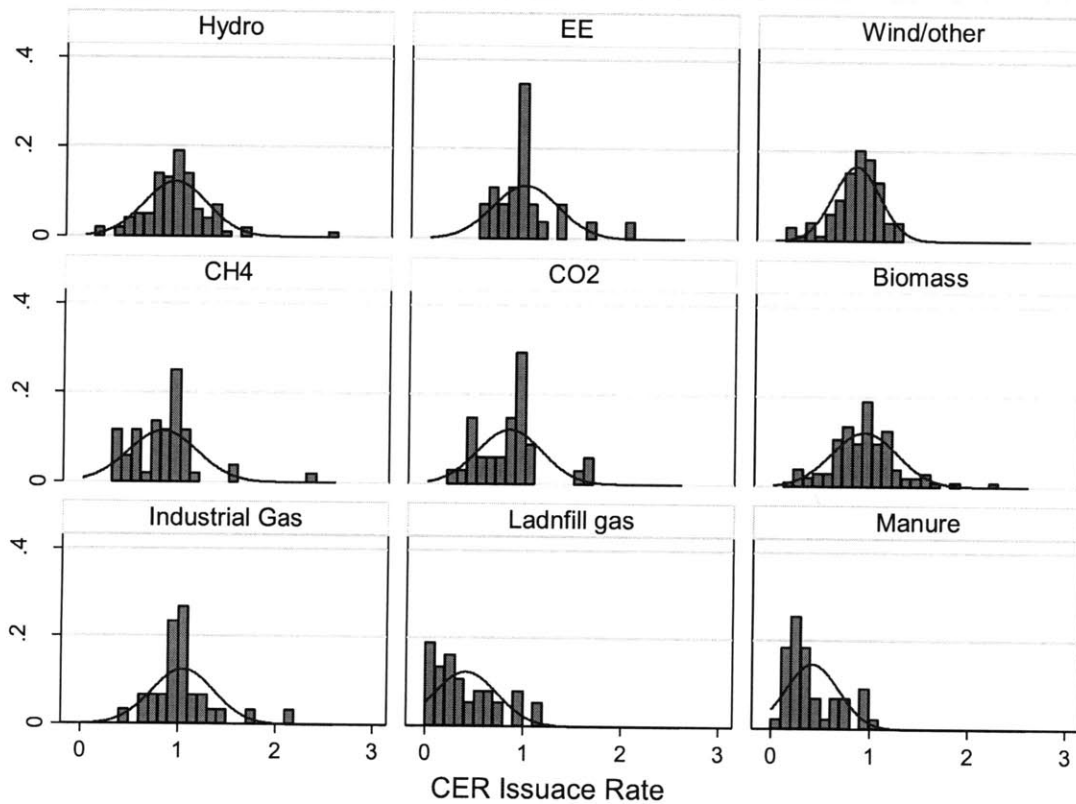 Hydro EE Wind/other
.4
.2
0
CH4 CO2 Biomass
.4
.2
0
Industrial Gas Ladnfill gas Manure
.4
.2
0
0 1 2 3 0 1 2 3 0 1 2 3
CER Issuace Rate